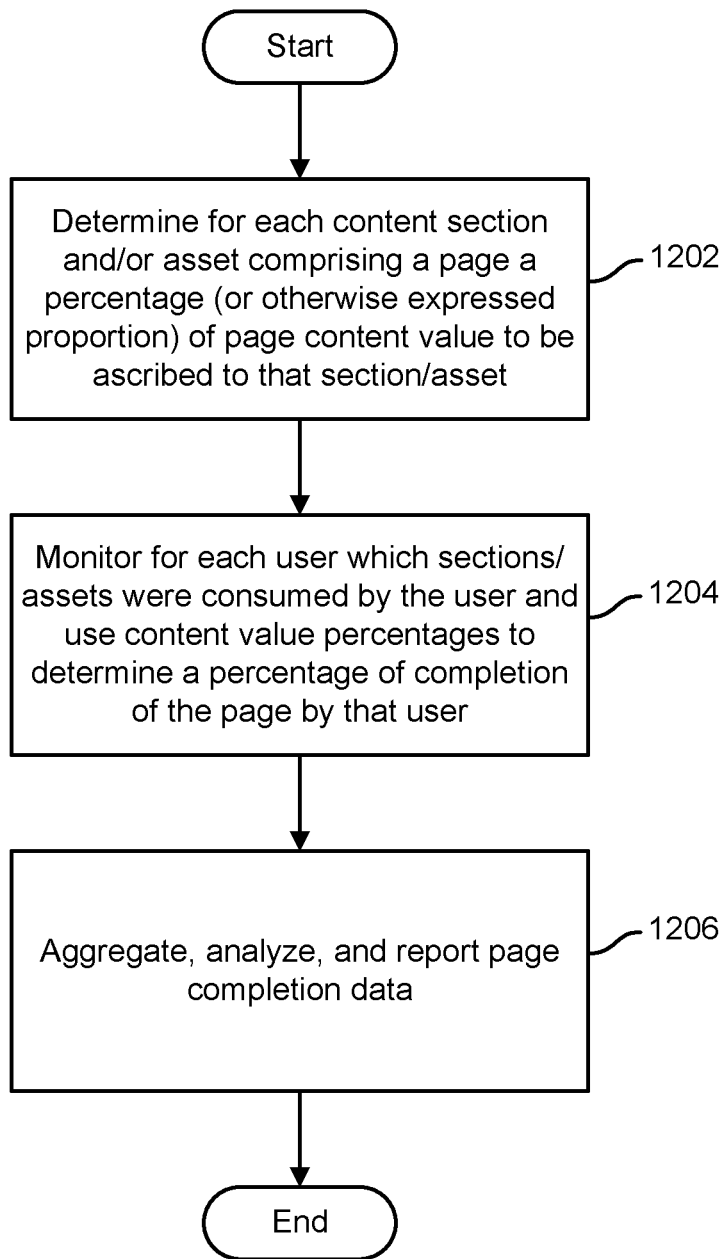 Start
Determine for each content section
and/or asset comprising a page a
percentage (or otherwise expressed
proportion) of page content value to be
ascribed to that section/asset
1202
Monitor for each user which sections/
assets were consumed by the user and
use content value percentages to
determine a percentage of completion
of the page by that user
1204
Aggregate, analyze, and report page
completion data
1206
End